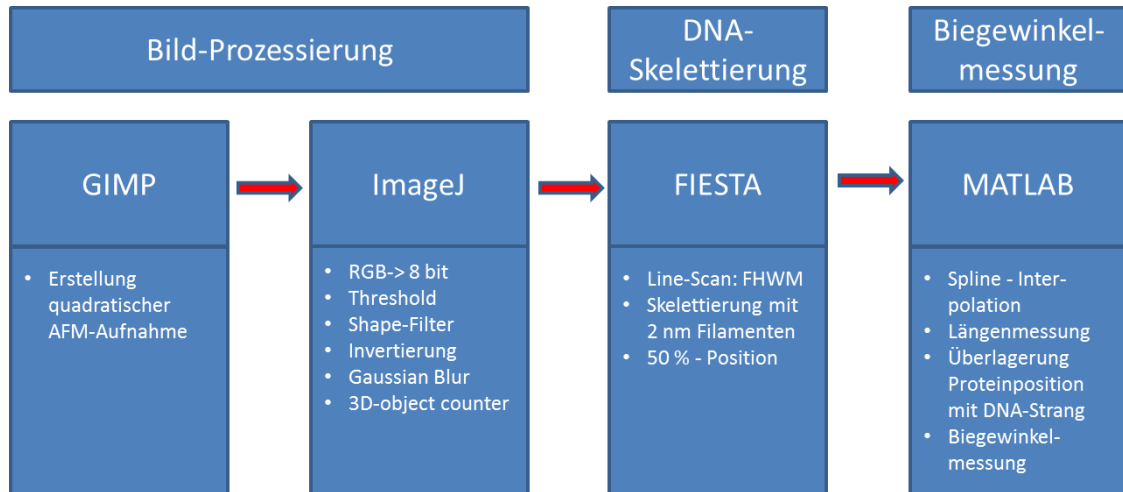 Bild-Prozessierung
DNA-
Skelettierung
Biegewinkel-
messung
GIMP
ImageJ
FIESTA
MATLAB
• Erstellung
quadratischer
AFM-Aufnahme
• RGB-> 8 bit
• Threshold
• Shape-Filter
• Invertierung
• Gaussian Blur
• 3D-object counter
• Line-Scan: FHWM
• Skelettierung mit
2 nm Filamenten
• 50 % - Position
• Spline - Inter-
polation
• Längenmessung
• Überlagerung
Proteinposition
mit DNA-Strang
• Biegewinkel-
messung